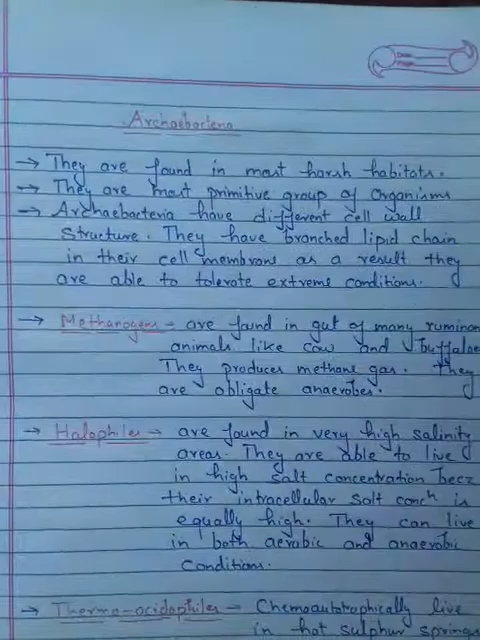 Date
Page
Archaebacteria
→ They are found in most harsh habitats.
→ They are most primitive group of Organisms
→ Archaebacteria have different cell wall
structure. They have branched lipid chain
in their cell membrane as a result they
are able to tolerate extreme conditions.
→ Methanogens - are found in gut of many ruminan
animals like cow and buffaloe
They produces methane gas. They
are obligate anaerobes.
→ Halophiles → are found in very high salinity
areas. They are able to live
in high salt concentration becz
their intracellular salt concn is
equally high. They can live
in both aerobic and anaerobic
Conditions.
→ Thermo-acidophiles - Chemoautotrophically live
in hot sulphur springs